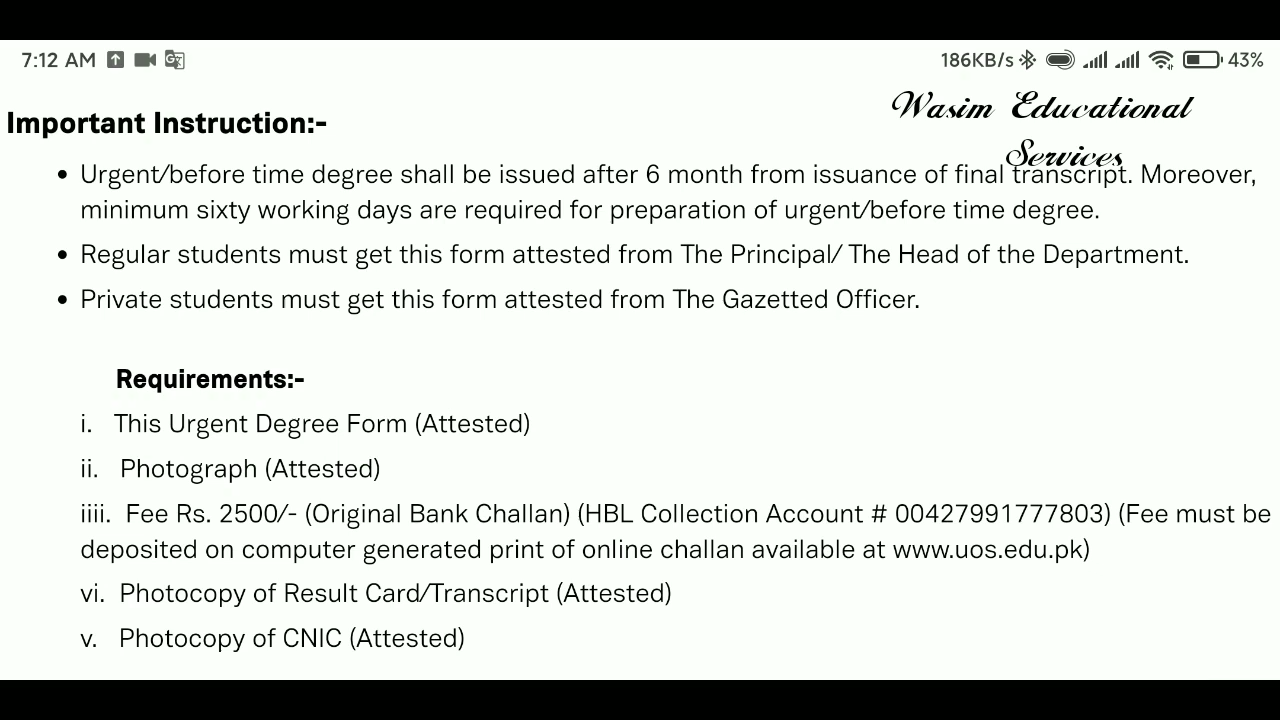 7:12 AM
186KB/s 43%
Wasim Educational
Services
Important Instruction:-
• Urgent/before time degree shall be issued after 6 month from issuance of final transcript. Moreover,
minimum sixty working days are required for preparation of urgent/before time degree.
• Regular students must get this form attested from The Principal/ The Head of the Department.
• Private students must get this form attested from The Gazetted Officer.
Requirements:-
i. This Urgent Degree Form (Attested)
ii. Photograph (Attested)
iiii. Fee Rs. 2500/- (Original Bank Challan) (HBL Collection Account # 00427991777803) (Fee must be
deposited on computer generated print of online challan available at www.uos.edu.pk)
vi. Photocopy of Result Card/Transcript (Attested)
v. Photocopy of CNIC (Attested)